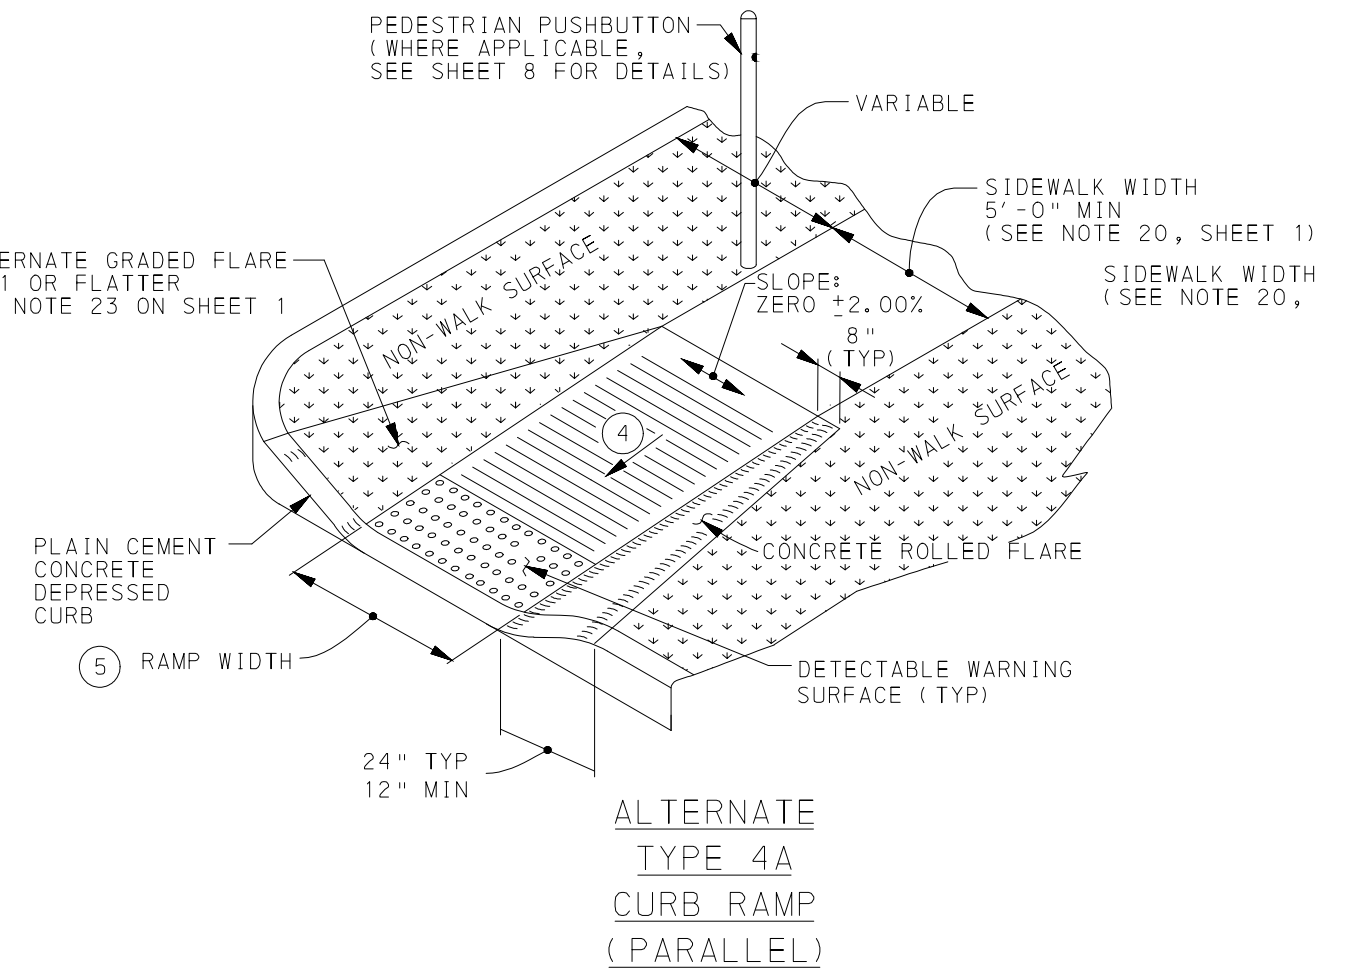 PEDESTRIAN PUSHBUTTON
(WHERE APPLICABLE,
SEE SHEET 8 FOR DETAILS)
VARIABLE
SIDEWALK WIDTH
5'-0" MIN
(SEE NOTE 20, SHEET 1)
SIDEWALK WIDTH
(SEE NOTE 20,
ERNATE GRADED FLARE
1 OR FLATTER
NOTE 23 ON SHEET 1
SLOPE:
ZERO ±2.00%
8"
(TYP)
NON-WALK SURFACE
NON-WALK SURFACE
4
PLAIN CEMENT
CONCRETE
DEPRESSED
CURB
CONCRETE ROLLED FLARE
5 RAMP WIDTH
DETECTABLE WARNING
SURFACE (TYP)
24" TYP
12" MIN
ALTERNATE
TYPE 4A
CURB RAMP
(PARALLEL)